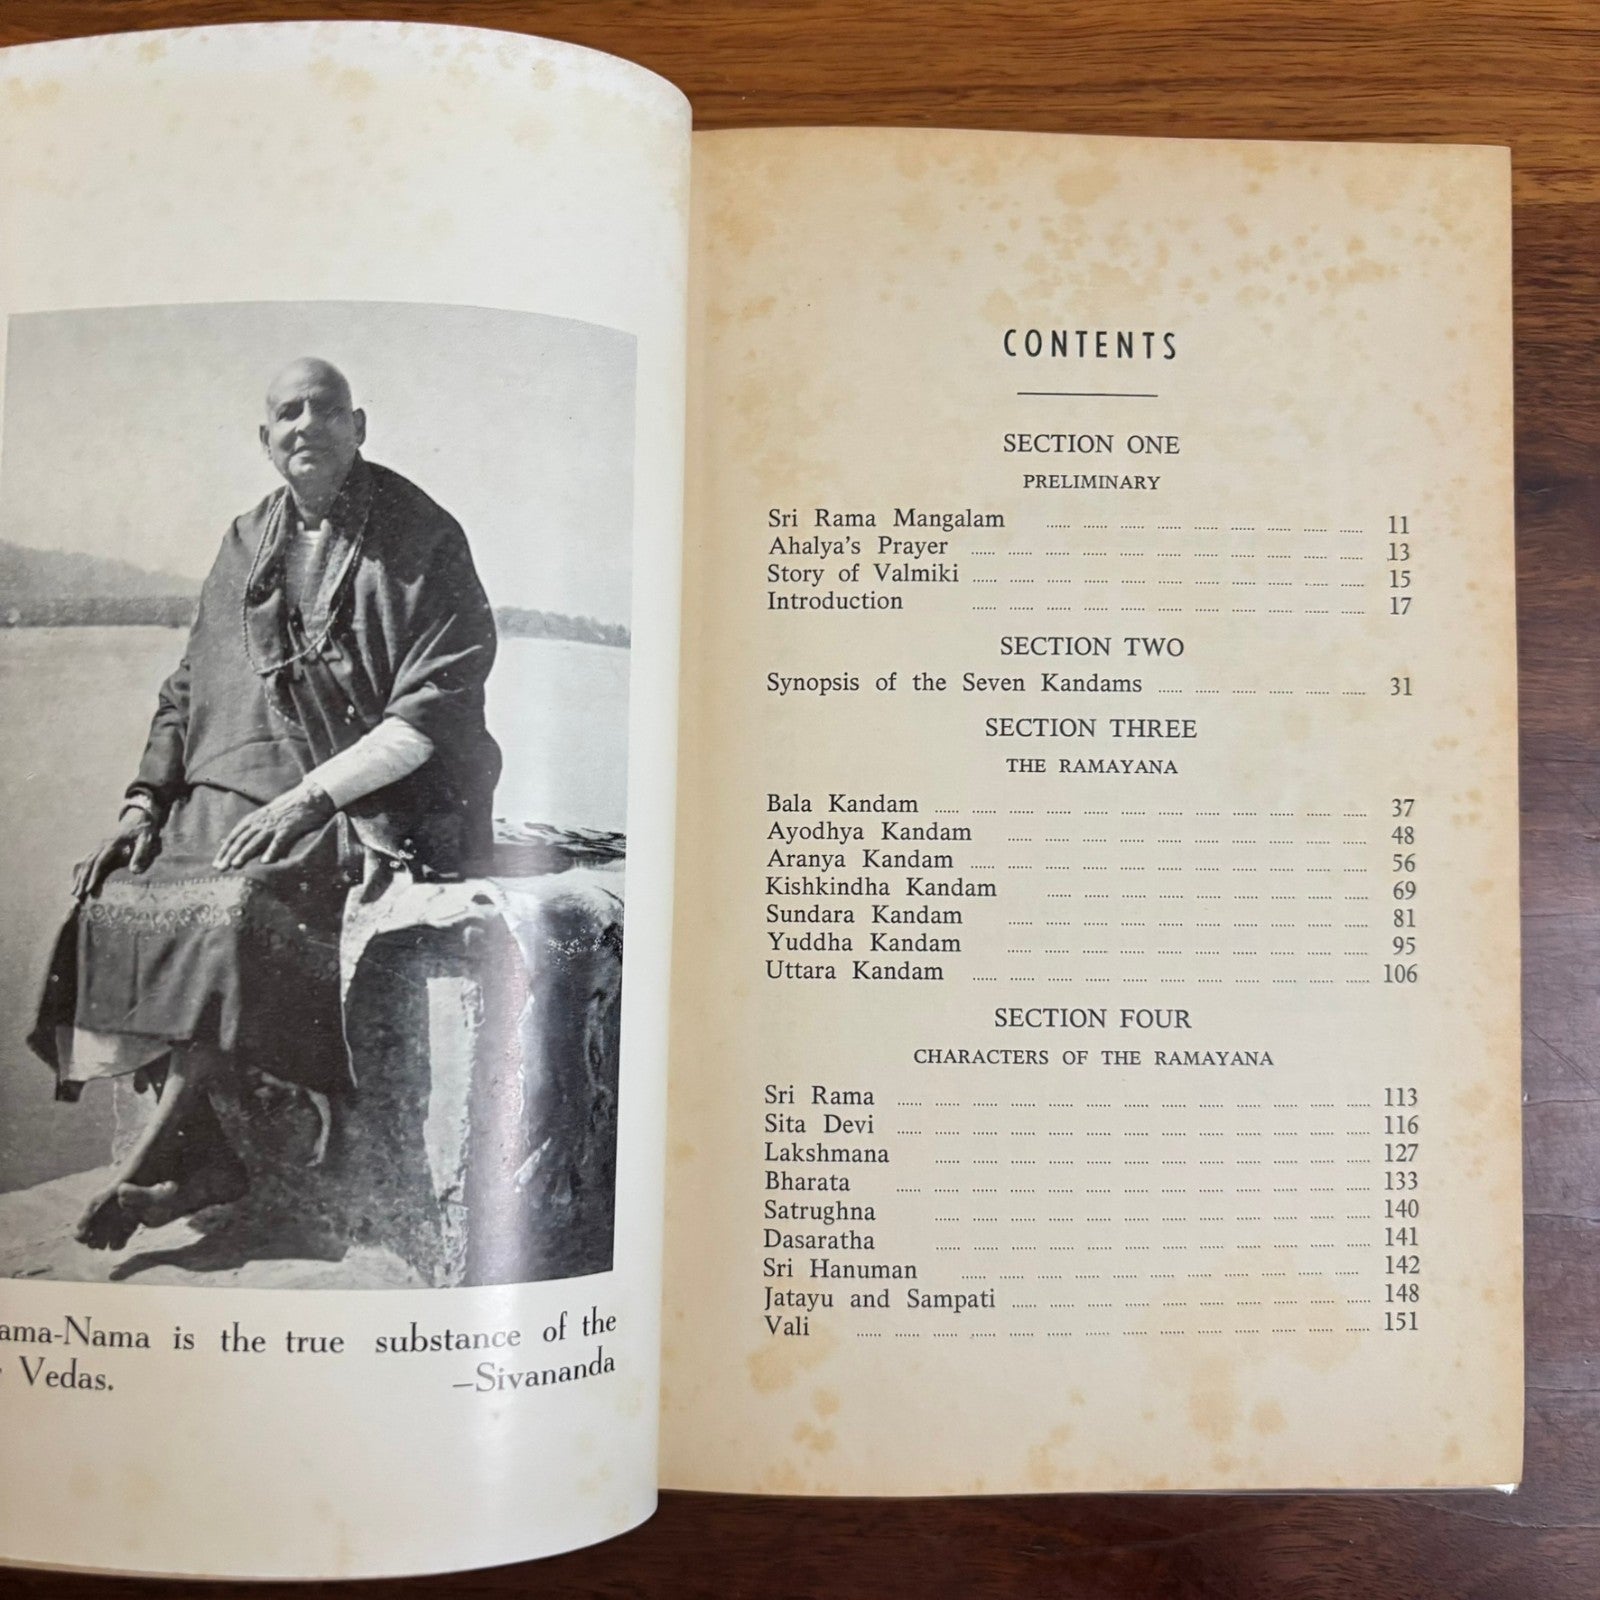 ama-Nama is the true substance of the
Vedas.
—Sivananda
CONTENTS
SECTION ONE
PRELIMINARY
Sri Rama Mangalam ...... ...... ...... ...... ...... ...... ...... ...... ...... 11
Ahalya's Prayer ...... ...... ...... ...... ...... ...... ...... ...... ...... ...... ...... 13
Story of Valmiki ...... ...... ...... ...... ...... ...... ...... ...... ...... ...... ...... 15
Introduction ...... ...... ...... ...... ...... ...... ...... ...... ...... ...... ...... 17
SECTION TWO
Synopsis of the Seven Kandams ...... ...... ...... ...... ...... ...... 31
SECTION THREE
THE RAMAYANA
Bala Kandam ...... ...... ...... ...... ...... ...... ...... ...... ...... ...... ...... ...... 37
Ayodhya Kandam ...... ...... ...... ...... ...... ...... ...... ...... ...... ...... 48
Aranya Kandam ...... ...... ...... ...... ...... ...... ...... ...... ...... ...... ...... 56
Kishkindha Kandam ...... ...... ...... ...... ...... ...... ...... ...... ...... 69
Sundara Kandam ...... ...... ...... ...... ...... ...... ...... ...... ...... ...... 81
Yuddha Kandam ...... ...... ...... ...... ...... ...... ...... ...... ...... ...... 95
Uttara Kandam ...... ...... ...... ...... ...... ...... ...... ...... ...... ...... ...... 106
SECTION FOUR
CHARACTERS OF THE RAMAYANA
Sri Rama ...... ...... ...... ...... ...... ...... ...... ...... ...... ...... ...... ...... ...... 113
Sita Devi ...... ...... ...... ...... ...... ...... ...... ...... ...... ...... ...... ...... ...... 116
Lakshmana ...... ...... ...... ...... ...... ...... ...... ...... ...... ...... ...... ...... 127
Bharata ...... ...... ...... ...... ...... ...... ...... ...... ...... ...... ...... ...... ...... 133
Satrughna ...... ...... ...... ...... ...... ...... ...... ...... ...... ...... ...... ...... 140
Dasaratha ...... ...... ...... ...... ...... ...... ...... ...... ...... ...... ...... ...... 141
Sri Hanuman ...... ...... ...... ...... ...... ...... ...... ...... ...... ...... ...... 142
Jatayu and Sampati ...... ...... ...... ...... ...... ...... ...... ...... ...... ...... 148
Vali ...... ...... ...... ...... ...... ...... ...... ...... ...... ...... ...... ...... ...... ...... 151